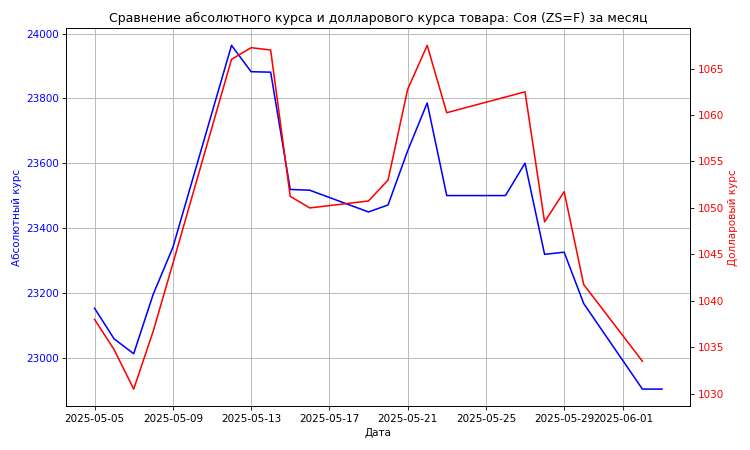 Сравнение абсолютного курса и долларового курса товара: Соя (ZS=F) за месяц
24000
23800
23600
23400
23200
23000
Абсолютный курс
1065
1060
1055
1050
1045
1040
1035
1030
Долларовый курс
2025-05-05 2025-05-09 2025-05-13 2025-05-17 2025-05-21 2025-05-25 2025-05-29 2025-06-01
Дата